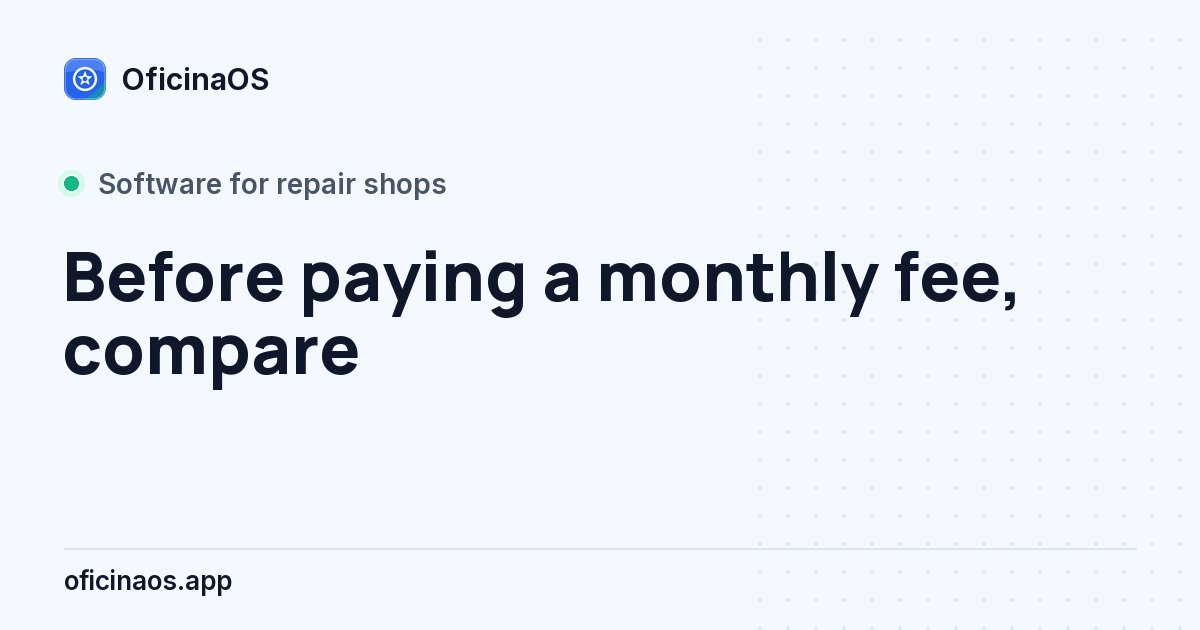 OficinaOS
Software for repair shops
Before paying a monthly fee,
compare
oficinaos.app